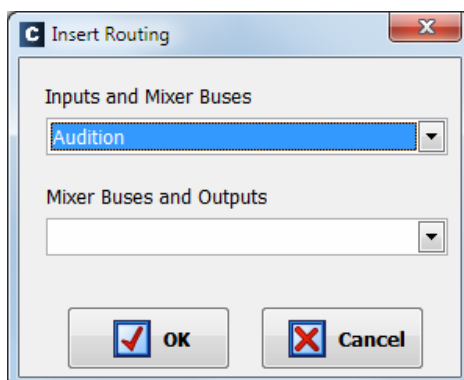 C Insert Routing
Inputs and Mixer Buses
Audition
Mixer Buses and Outputs
OK
Cancel